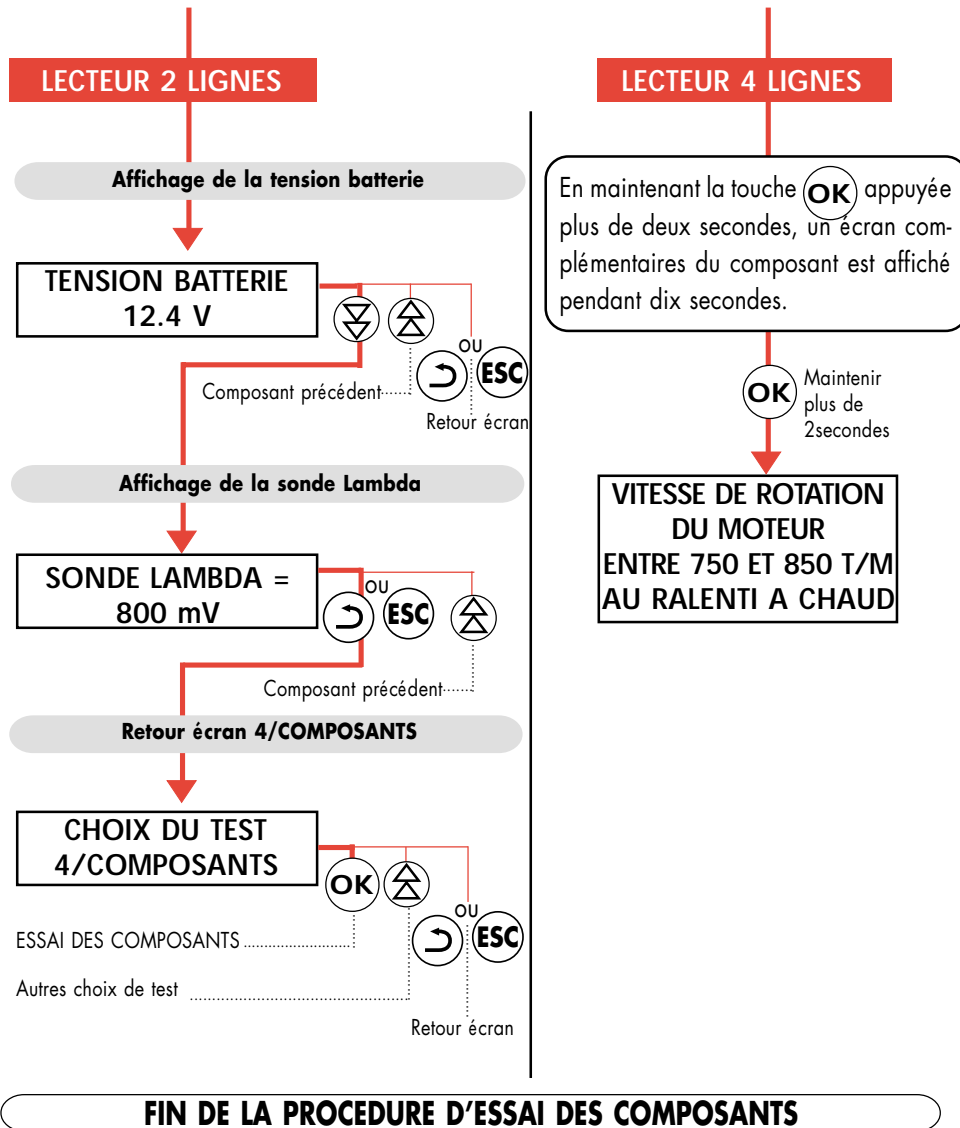 LECTEUR 2 LIGNES
Affichage de la tension batterie
TENSION BATTERIE
12.4 V
OU
ESC
Composant précédent
Retour écran
Affichage de la sonde Lambda
SONDE LAMBDA =
800 mV
OU
ESC
Composant précédent
Retour écran 4/COMPOSANTS
CHOIX DU TEST
4/COMPOSANTS
OK
OU
ESC
ESSAI DES COMPOSANTS
Autres choix de test
Retour écran
LECTEUR 4 LIGNES
En maintenant la touche OK appuyée
plus de deux secondes, un écran com-
plémentaires du composant est affiché
pendant dix secondes.
OK
Maintenir
plus de
2secondes
VITESSE DE ROTATION
DU MOTEUR
ENTRE 750 ET 850 T/M
AU RALENTI A CHAUD
FIN DE LA PROCEDURE D'ESSAI DES COMPOSANTS